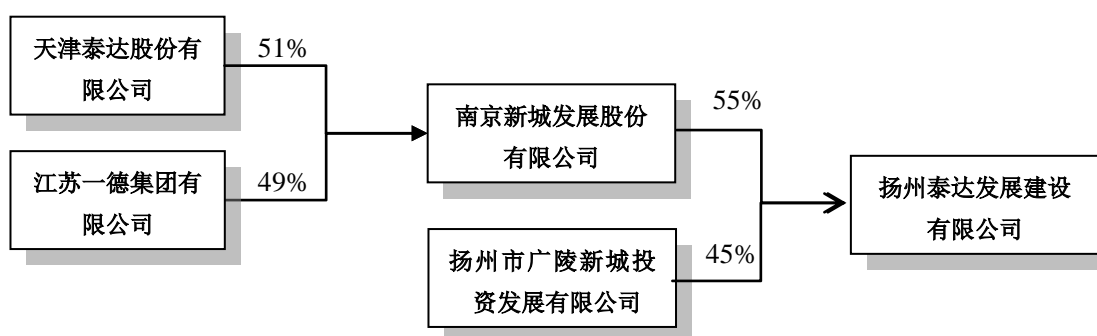 天津泰达股份有
限公司
51%
江苏一德集团有
限公司
49%
南京新城发展股份
有限公司
55%
扬州市广陵新城投
资发展有限公司
45%
扬州泰达发展建设
有限公司